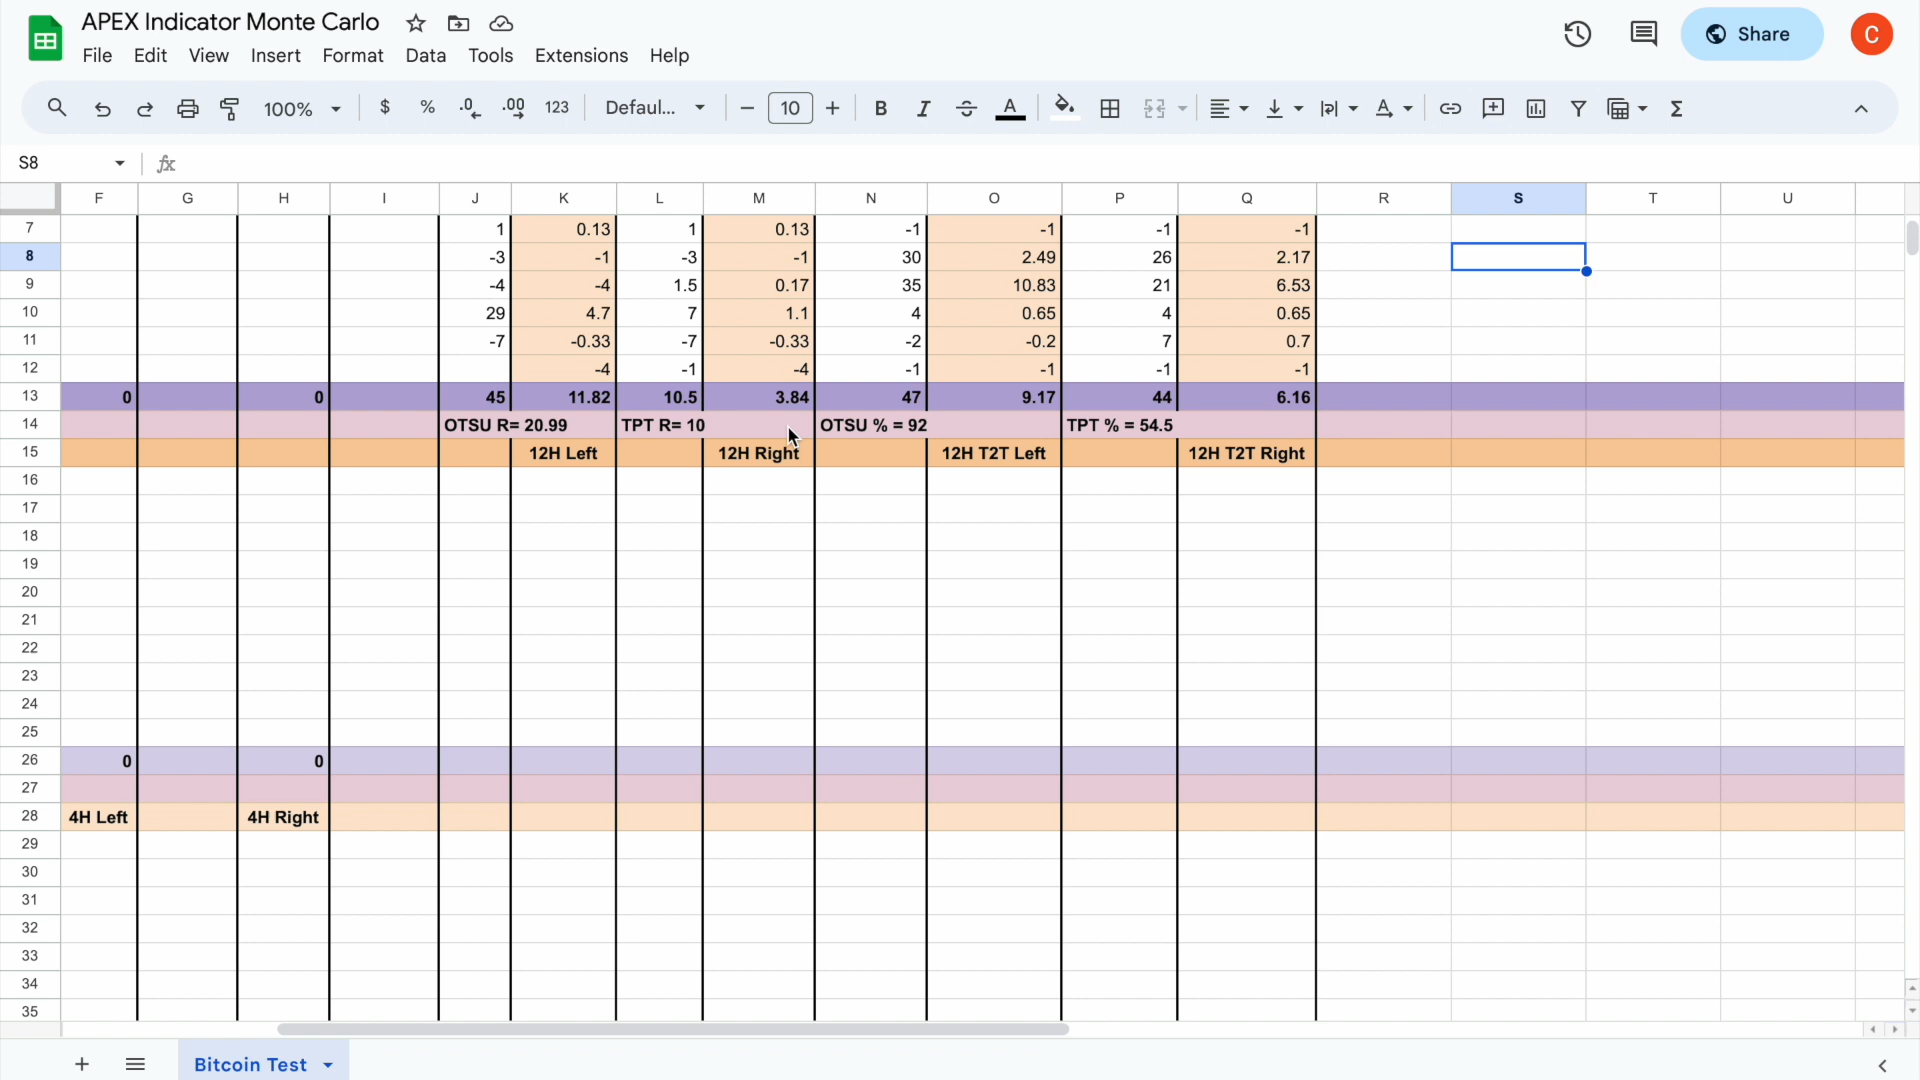 APEX Indicator Monte Carlo
Share
C
File Edit View Insert Format Data Tools Extensions Help
100% $ % .0 .00 123 Defaul... 10 B I A
S8 fx
F G H I J K L M N O P Q R S T U
7 1 0.13 1 0.13 -1 -1 -1 -1
8 -3 -1 -3 -1 30 2.49 26 2.17
9 -4 -4 1.5 0.17 35 10.83 21 6.53
10 29 4.7 7 1.1 4 0.65 4 0.65
11 -7 -0.33 -7 -0.33 -2 -0.2 7 0.7
12 -4 -1 -4 -1 -1 -1 -1
13 0 0 45 11.82 10.5 3.84 47 9.17 44 6.16
14 OTSU R= 20.99 TPT R= 10 OTSU % = 92 TPT % = 54.5
15 12H Left 12H Right 12H T2T Left 12H T2T Right
16
17
18
19
20
21
22
23
24
25
26 0 0
27
28 4H Left 4H Right
29
30
31
32
33
34
35
Bitcoin Test